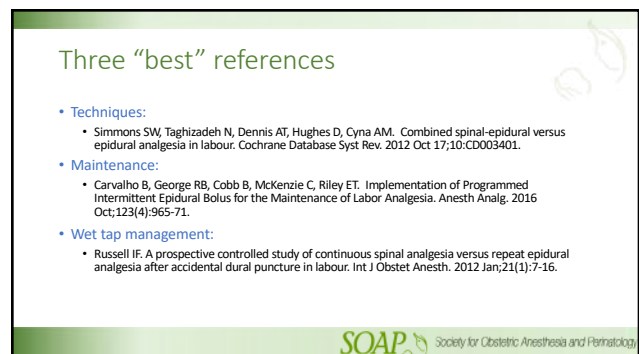 Three “best” references
• Techniques:
• Simmons SW, Taghizadeh N, Dennis AT, Hughes D, Cyna AM. Combined spinal-epidural versus
epidural analgesia in labour. Cochrane Database Syst Rev. 2012 Oct 17;10:CD003401.
• Maintenance:
• Carvalho B, George RB, Cobb B, McKenzie C, Riley ET. Implementation of Programmed
Intermittent Epidural Bolus for the Maintenance of Labor Analgesia. Anesth Analg. 2016
Oct;123(4):965-71.
• Wet tap management:
• Russell IF. A prospective controlled study of continuous spinal analgesia versus repeat epidural
analgesia after accidental dural puncture in labour. Int J Obstet Anesth. 2012 Jan;21(1):7-16.
SOAP Society for Obstetric Anesthesia and Perinatology